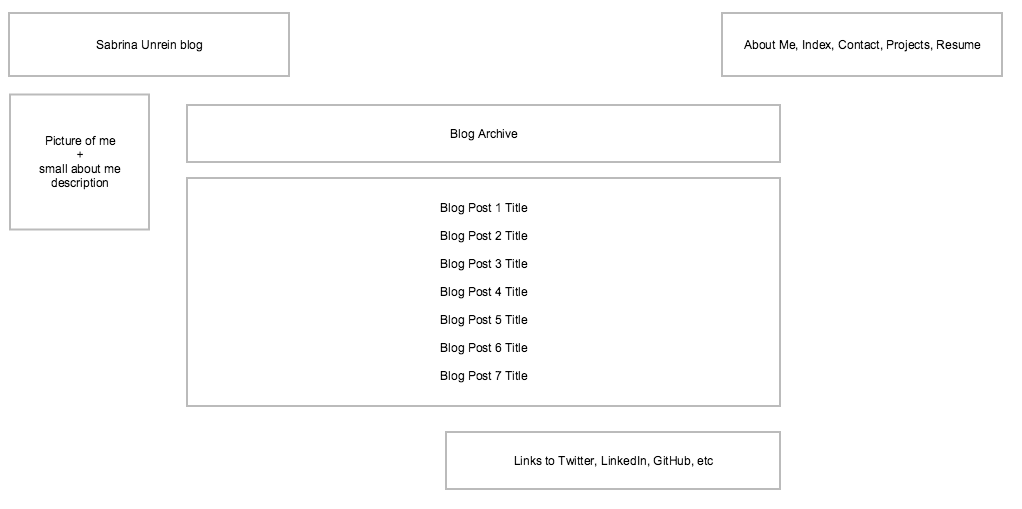 Sabrina Unrein blog
About Me, Index, Contact, Projects, Resume
Picture of me
+
small about me
description
Blog Archive
Blog Post 1 Title
Blog Post 2 Title
Blog Post 3 Title
Blog Post 4 Title
Blog Post 5 Title
Blog Post 6 Title
Blog Post 7 Title
Links to Twitter, LinkedIn, GitHub, etc